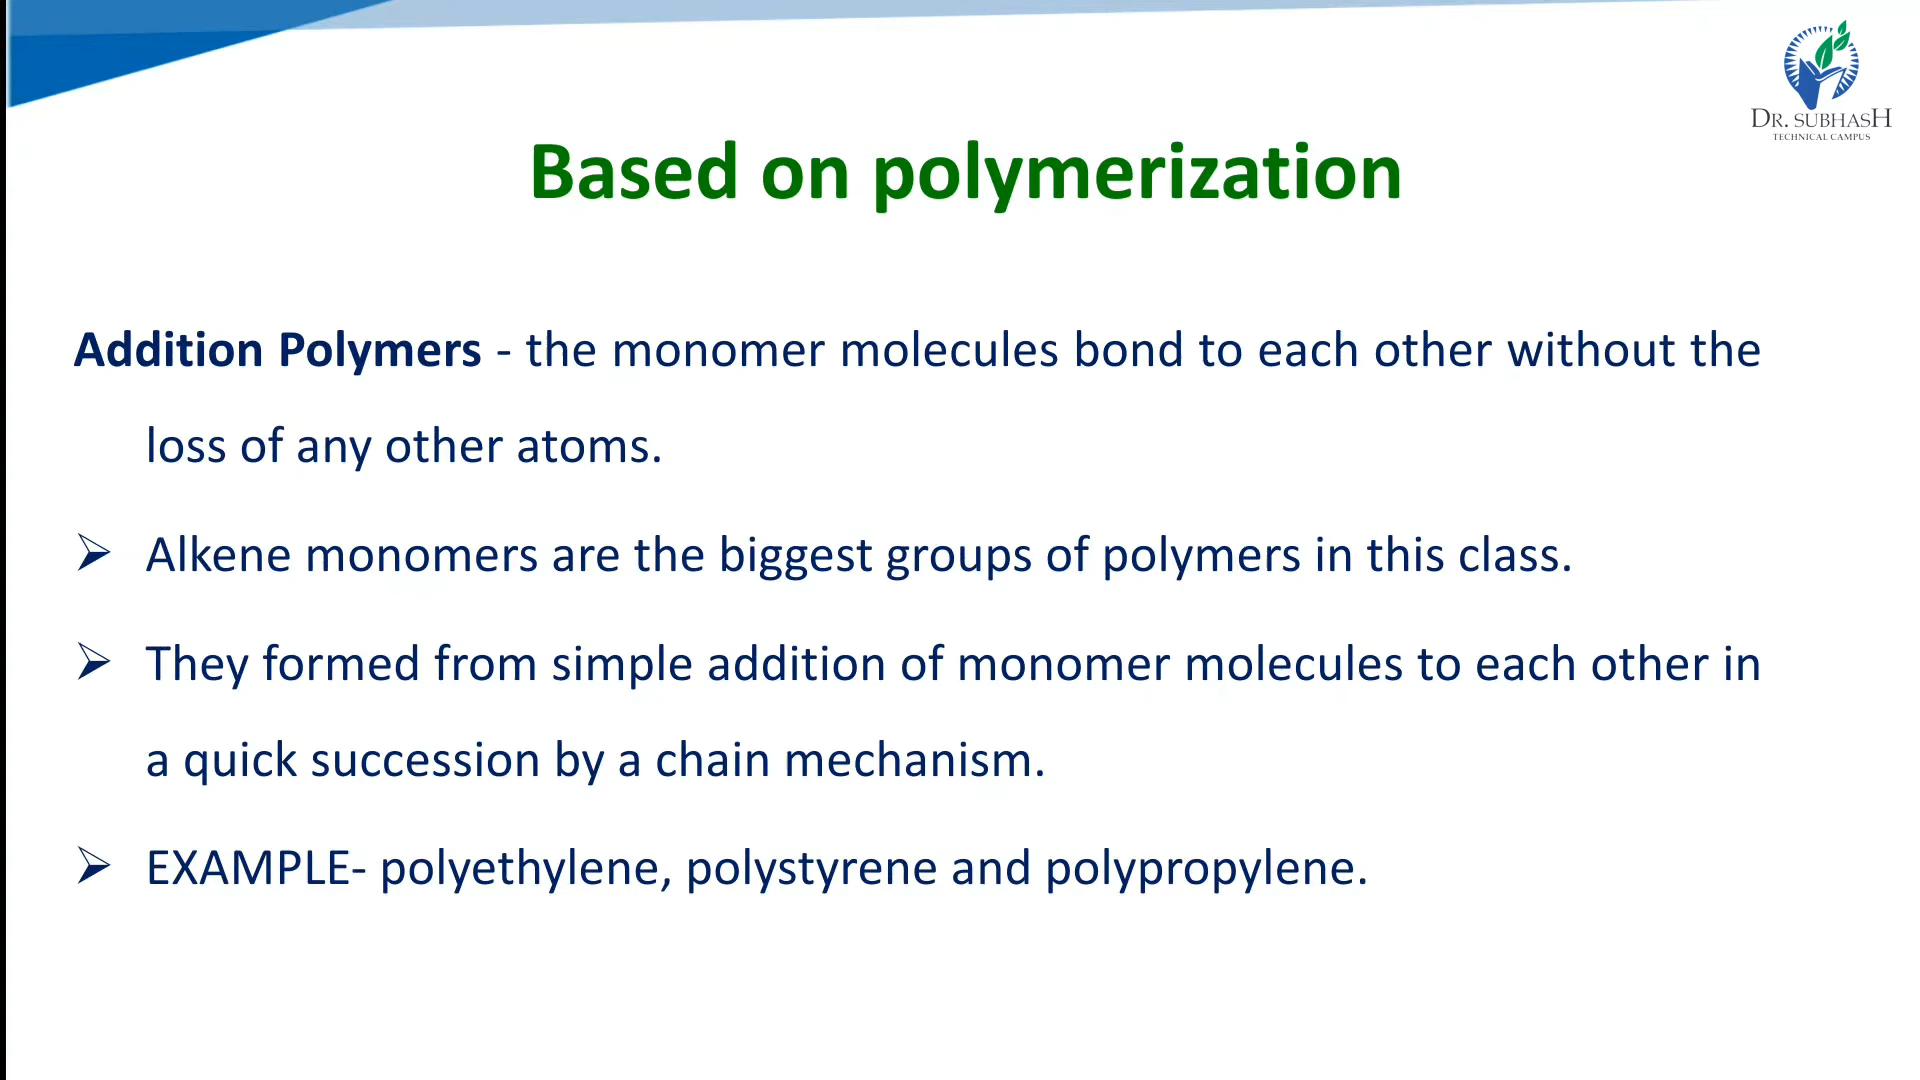 DR. SUBHASH
TECHNICAL CAMPUS
Based on polymerization
Addition Polymers - the monomer molecules bond to each other without the
loss of any other atoms.
➢ Alkene monomers are the biggest groups of polymers in this class.
➢ They formed from simple addition of monomer molecules to each other in
a quick succession by a chain mechanism.
➢ EXAMPLE- polyethylene, polystyrene and polypropylene.